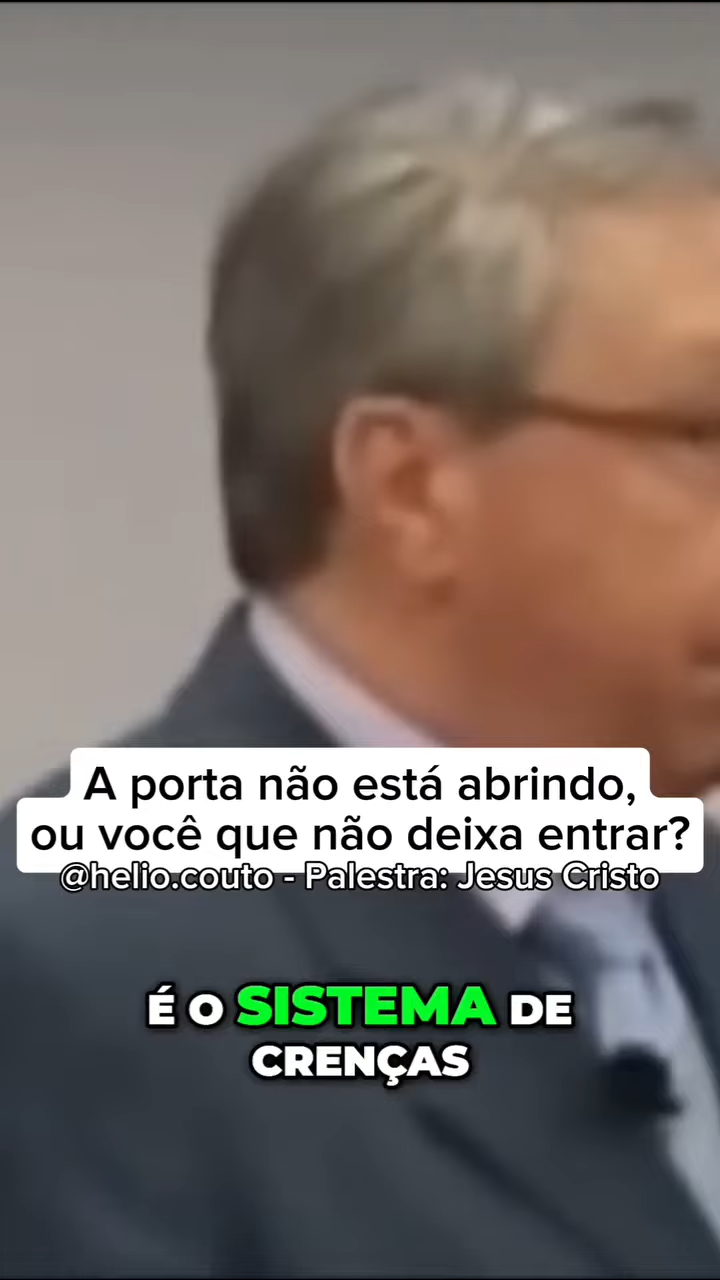 A porta não está abrindo,
ou você que não deixa entrar?
@helio.couto - Palestra: Jesus Cristo
É O SISTEMA DE
CRENÇAS